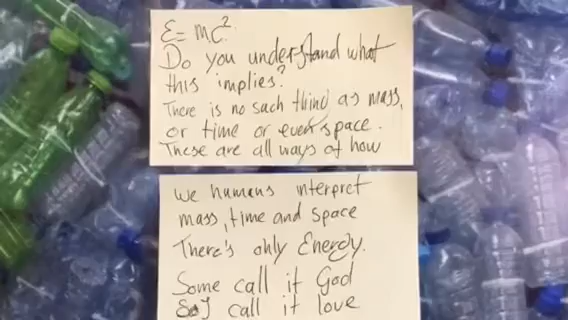 E= mc²
Do you understand what
this implies?
There is no such thing as mass,
or time or even space.
These are all ways of how
we humans interpret
mass, time and space
There's only Energy.
Some call it God
I call it love